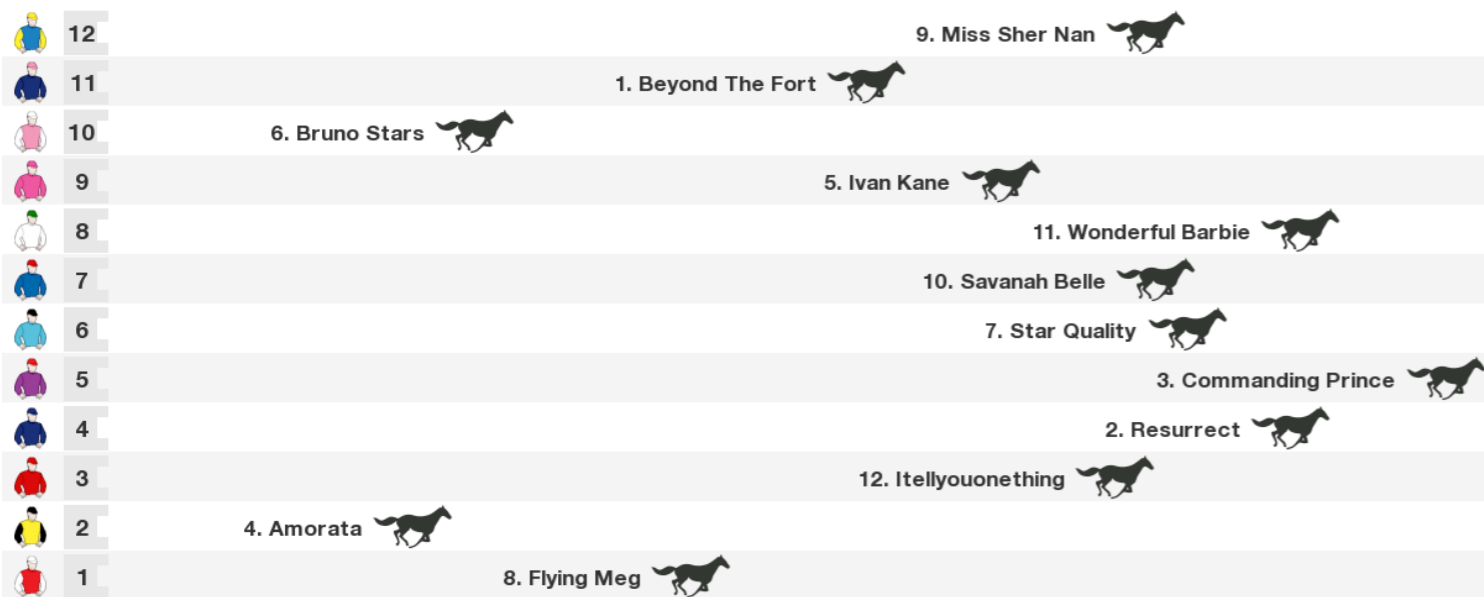 12 9. Miss Sher Nan
11 1. Beyond The Fort
10 6. Bruno Stars
9 5. Ivan Kane
8 11. Wonderful Barbie
7 10. Savanah Belle
6 7. Star Quality
5 3. Commanding Prince
4 2. Resurrect
3 12. Itellyouonething
2 4. Amorata
1 8. Flying Meg